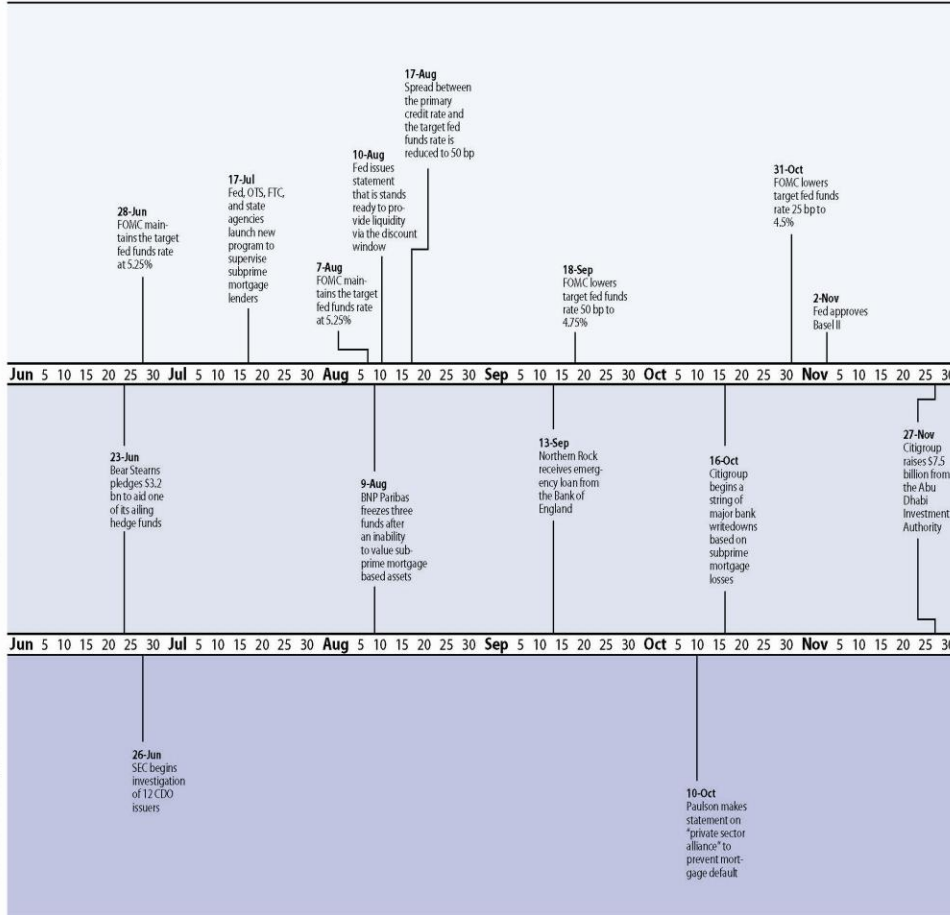 17-Aug
Spread between
the primary
credit rate and
the target fed
funds rate is
reduced to 50 bp
10-Aug
Fed issues
statement
that is stands
ready to pro-
vide liquidity
via the discount
window
31-Oct
FOMC lowers
target fed funds
rate 25 bp to
4.5%
17-Jul
Fed, OTS, FTC,
and state
agencies
launch new
program to
supervise
subprime
mortgage
lenders
28-Jun
FOMC main-
tains the target
fed funds rate
at 5.25%
7-Aug
FOMC main-
tains the target
fed funds rate
at 5.25%
18-Sep
FOMC lowers
target fed funds
rate 50 bp to
4.75%
2-Nov
Fed approves
Basel II
Jun 5 10 15 20 25 30 Jul 5 10 15 20 25 30 Aug 5 10 15 20 25 30 Sep 5 10 15 20 25 30 Oct 5 10 15 20 25 30 Nov 5 10 15 20 25 30
23-Jun
Bear Stearns
pledges $3.2
bn to aid one
of its ailing
hedge funds
9-Aug
BNP Paribas
freezes three
funds after
an inability
to value sub-
prime mortgage
based assets
13-Sep
Northern Rock
receives emerg-
ency loan from
the Bank of
England
16-Oct
Citigroup
begins a
string of
major bank
writedowns
based on
subprime
mortgage
losses
27-Nov
Citigroup
raises $7.5
billion from
the Abu
Dhabi
Investment
Authority
Jun 5 10 15 20 25 30 Jul 5 10 15 20 25 30 Aug 5 10 15 20 25 30 Sep 5 10 15 20 25 30 Oct 5 10 15 20 25 30 Nov 5 10 15 20 25 30
26-Jun
SEC begins
investigation
of 12 CDO
issuers
10-Oct
Paulson makes
statement on
"private sector
alliance" to
prevent mort-
gage default